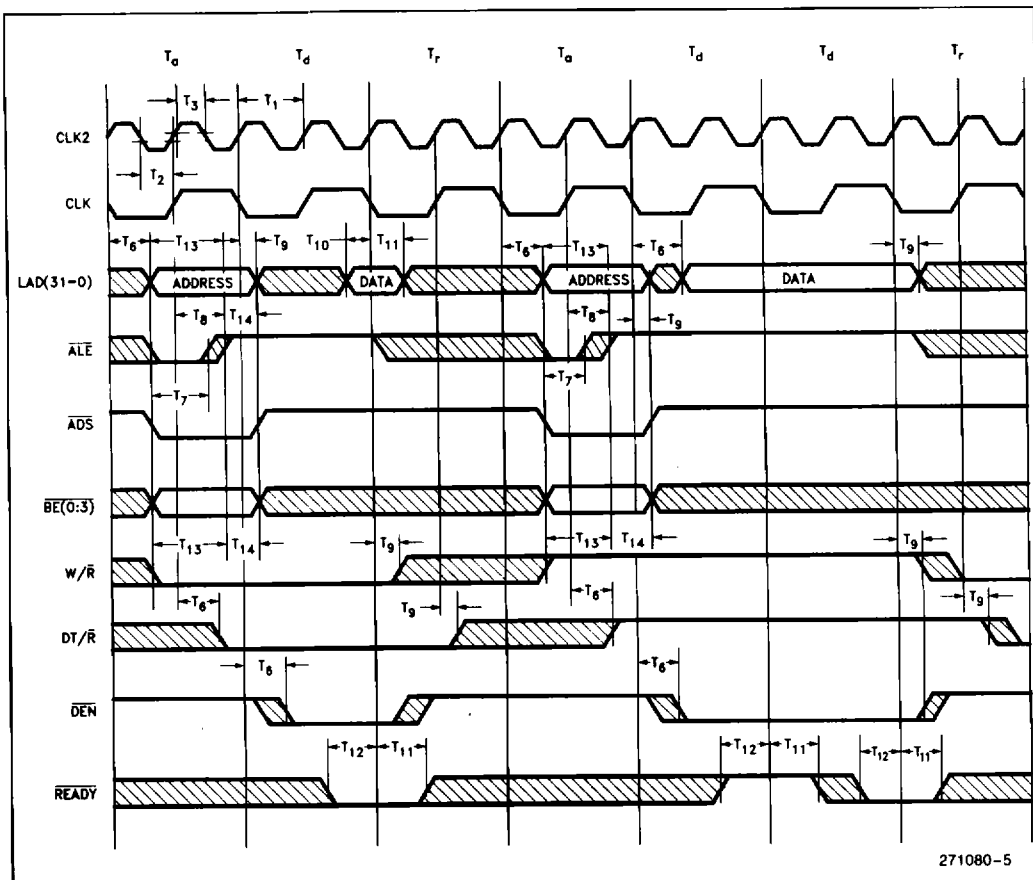 Ta Td Tr Ta Td Td Tr
T3 T1
CLK2
T2
CLK
T6 T13 T9 T10 T11 T6 T13 T6 T9
LAD(31-0) ADDRESS DATA ADDRESS DATA
T8 T14 T8 T9
ALE
T7 T7
ADS
BE(0:3)
T13 T14 T9 T13 T14 T9
W/R
T6 T9 T6 T9
DT/R
T6 T6
DEN
T12 T11 T12 T11 T12 T11
READY
271080-5